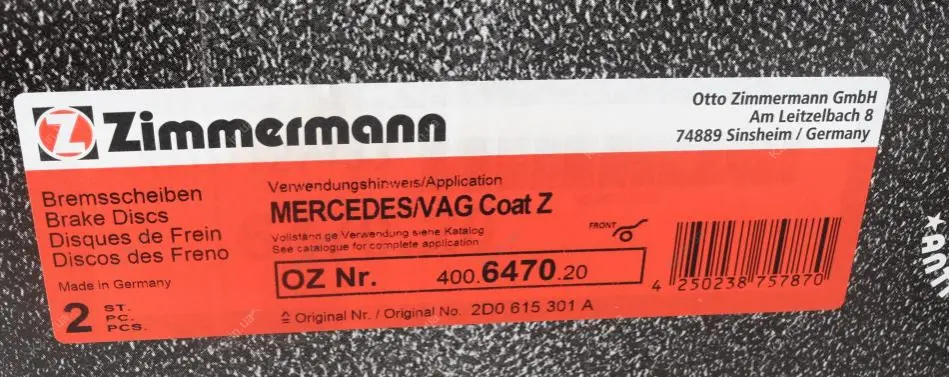 Z Zimmermann
Otto Zimmermann GmbH
Am Leitzelbach 8
74889 Sinsheim / Germany
Bremsscheiben
Brake Discs
Disques de Frein
Discos des Freno
Made in Germany
2 ST.
PC.
PCS.
Verwendungshinweis/Application
MERCEDES/VAG Coat Z
Vollständige Verwendung siehe Katalog
See catalogue for complete application
FRONT
OZ Nr. 400.6470.20
≙ Original Nr. / Original No. 2D0 615 301 A
4 250238 757870